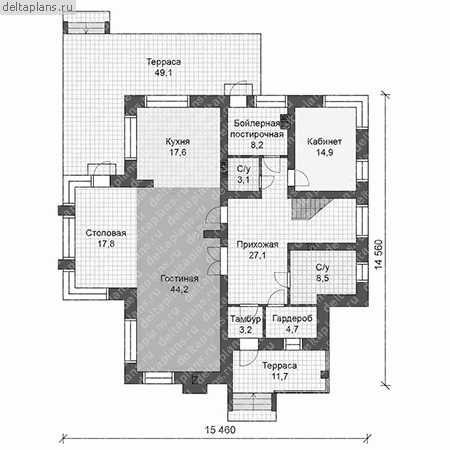 deltaplans.ru
Терраса
49,1
Кухня
17,6
Бойлерная
постирочная
8,2
Кабинет
14,9
С/у
3,1
Столовая
17,8
Прихожая
27,1
Гостиная
44,2
С/у
8,5
Тамбур
3,2
Гардероб
4,7
Терраса
11,7
14 560
15 460